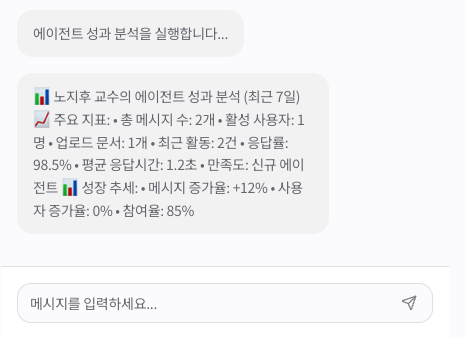 에이전트 성과 분석을 실행합니다...
📊 노지후 교수의 에이전트 성과 분석 (최근 7일)
📈 주요 지표: • 총 메시지 수: 2개 • 활성 사용자: 1
명 • 업로드 문서: 1개 • 최근 활동: 2건 • 응답률:
98.5% • 평균 응답시간: 1.2초 • 만족도: 신규 에이
전트 📊 성장 추세: • 메시지 증가율: +12% • 사용
자 증가율: 0% • 참여율: 85%
메시지를 입력하세요...